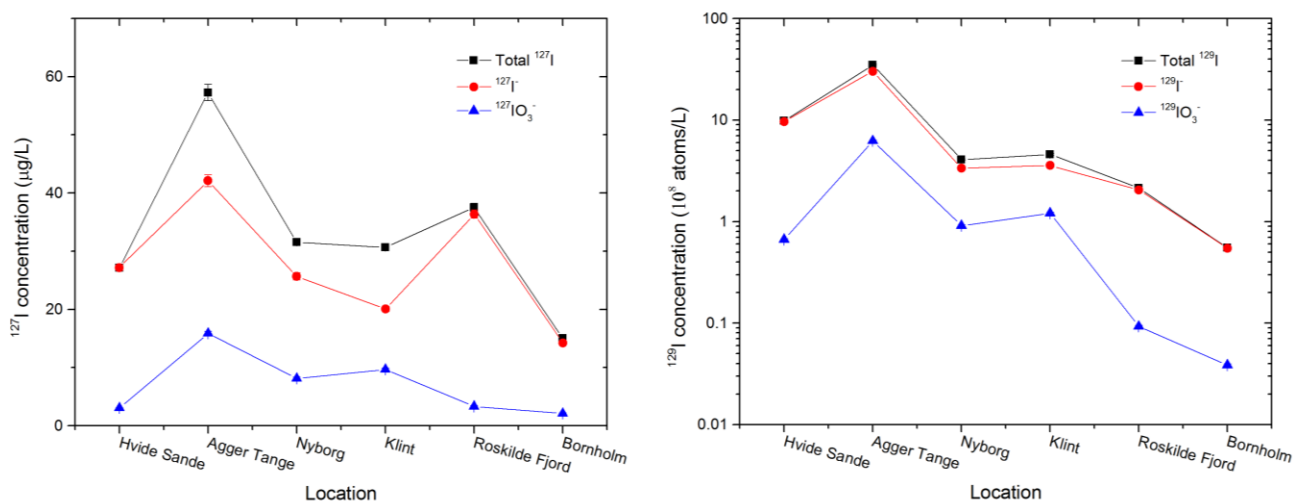 60
40
20
0
¹²⁷I concentration (µg/L)
Total ¹²⁷I
¹²⁷I⁻
¹²⁷IO₃⁻
Hvide Sande
Agger Tange
Nyborg
Klint
Roskilde Fjord
Bornholm
Location
100
10
1
0.1
0.01
¹²⁹I concentration (10⁸ atoms/L)
Total ¹²⁹I
¹²⁹I⁻
¹²⁹IO₃⁻
Hvide Sande
Agger Tange
Nyborg
Klint
Roskilde Fjord
Bornholm
Location